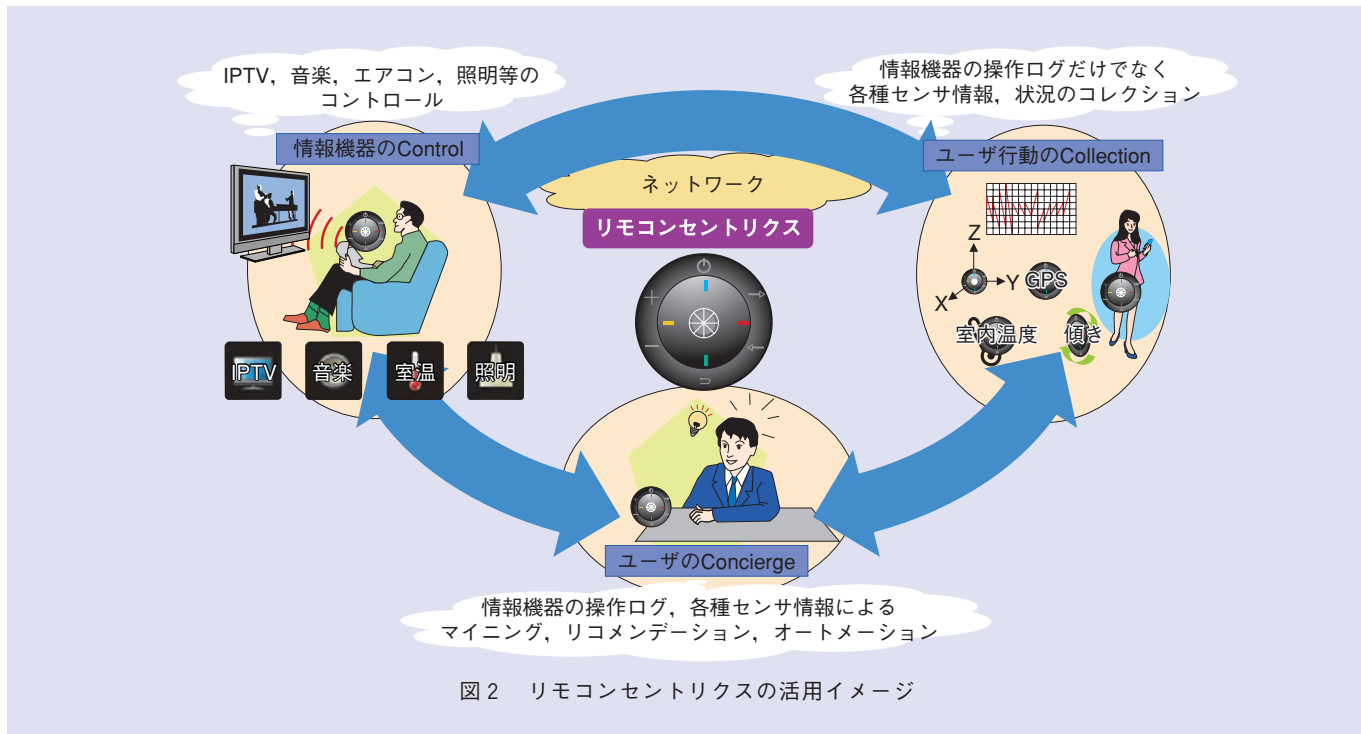 IPTV，音楽，エアコン，照明等の
コントロール
情報機器のControl
情報機器の操作ログだけでなく
各種センサ情報，状況のコレクション
ユーザ行動のCollection
ネットワーク
リモコンセントリクス
Z
Y
X
GPS
室内温度
傾き
IPTV
音楽
室温
照明
ユーザのConcierge
情報機器の操作ログ，各種センサ情報による
マイニング，リコメンデーション，オートメーション
図2 リモコンセントリクスの活用イメージ